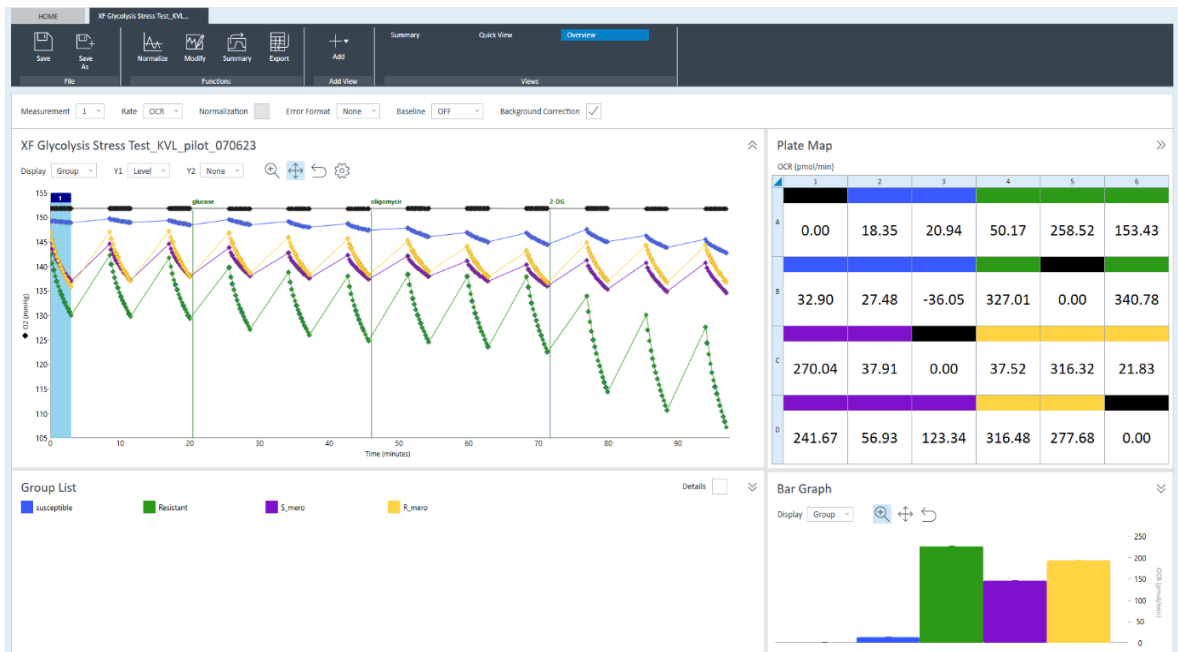 HOME XF Glycolysis Stress Test_KVL...
Save Save As Normalize Modify Summary Export Add
File Functions Add View Views
Summary Quick View Overview
Measurement 1 Rate OCR Normalization Error Format None Baseline OFF Background Correction
XF Glycolysis Stress Test_KVL_pilot_070623
Display Group Y1 Level Y2 None
1
glucose oligomycir 2-DG
155
150
145
140
135
130
125
120
115
110
105
O2 (mmHg)
0 10 20 30 40 50 60 70 80 90
Time (minutes)
Plate Map
OCR (pmol/min)
1 2 3 4 5 6
A 0.00 18.35 20.94 50.17 258.52 153.43
B 32.90 27.48 -36.05 327.01 0.00 340.78
C 270.04 37.91 0.00 37.52 316.32 21.83
D 241.67 56.93 123.34 316.48 277.68 0.00
Group List Details
susceptible Resistant S_mero R_mero
Bar Graph
Display Group
250
200
150
100
50
0
OCR (pmol/min)